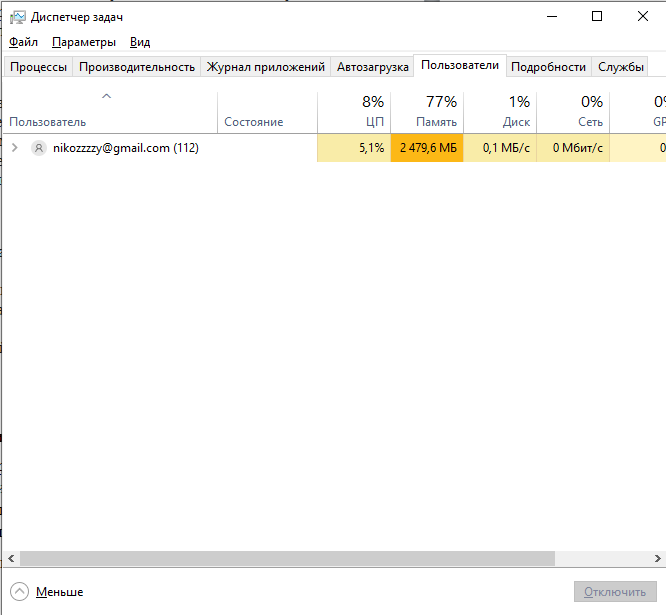 Диспетчер задач
Файл Параметры Вид
Процессы Производительность Журнал приложений Автозагрузка Пользователи Подробности Службы
8% 77% 1% 0% 0%
Пользователь Состояние ЦП Память Диск Сеть GP
nikozzzzy@gmail.com (112) 5,1% 2 479,6 МБ 0,1 МБ/с 0 Мбит/с 0
Меньше Отключить